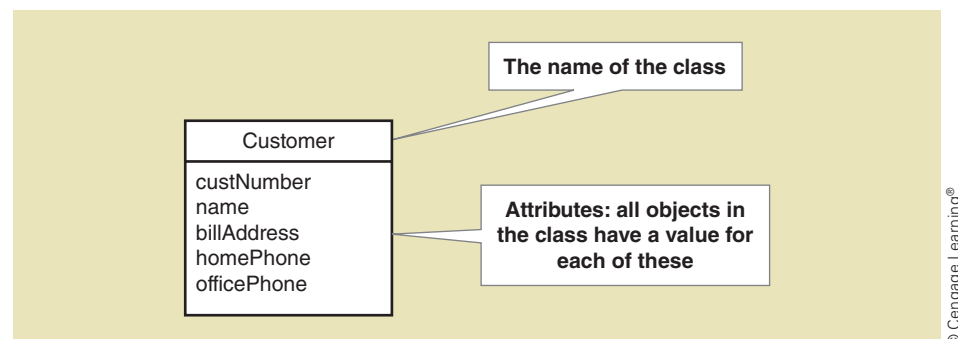 The name of the class
Customer
custNumber
name
billAddress
homePhone
officePhone
Attributes: all objects in
the class have a value for
each of these
© Cengage Learning®